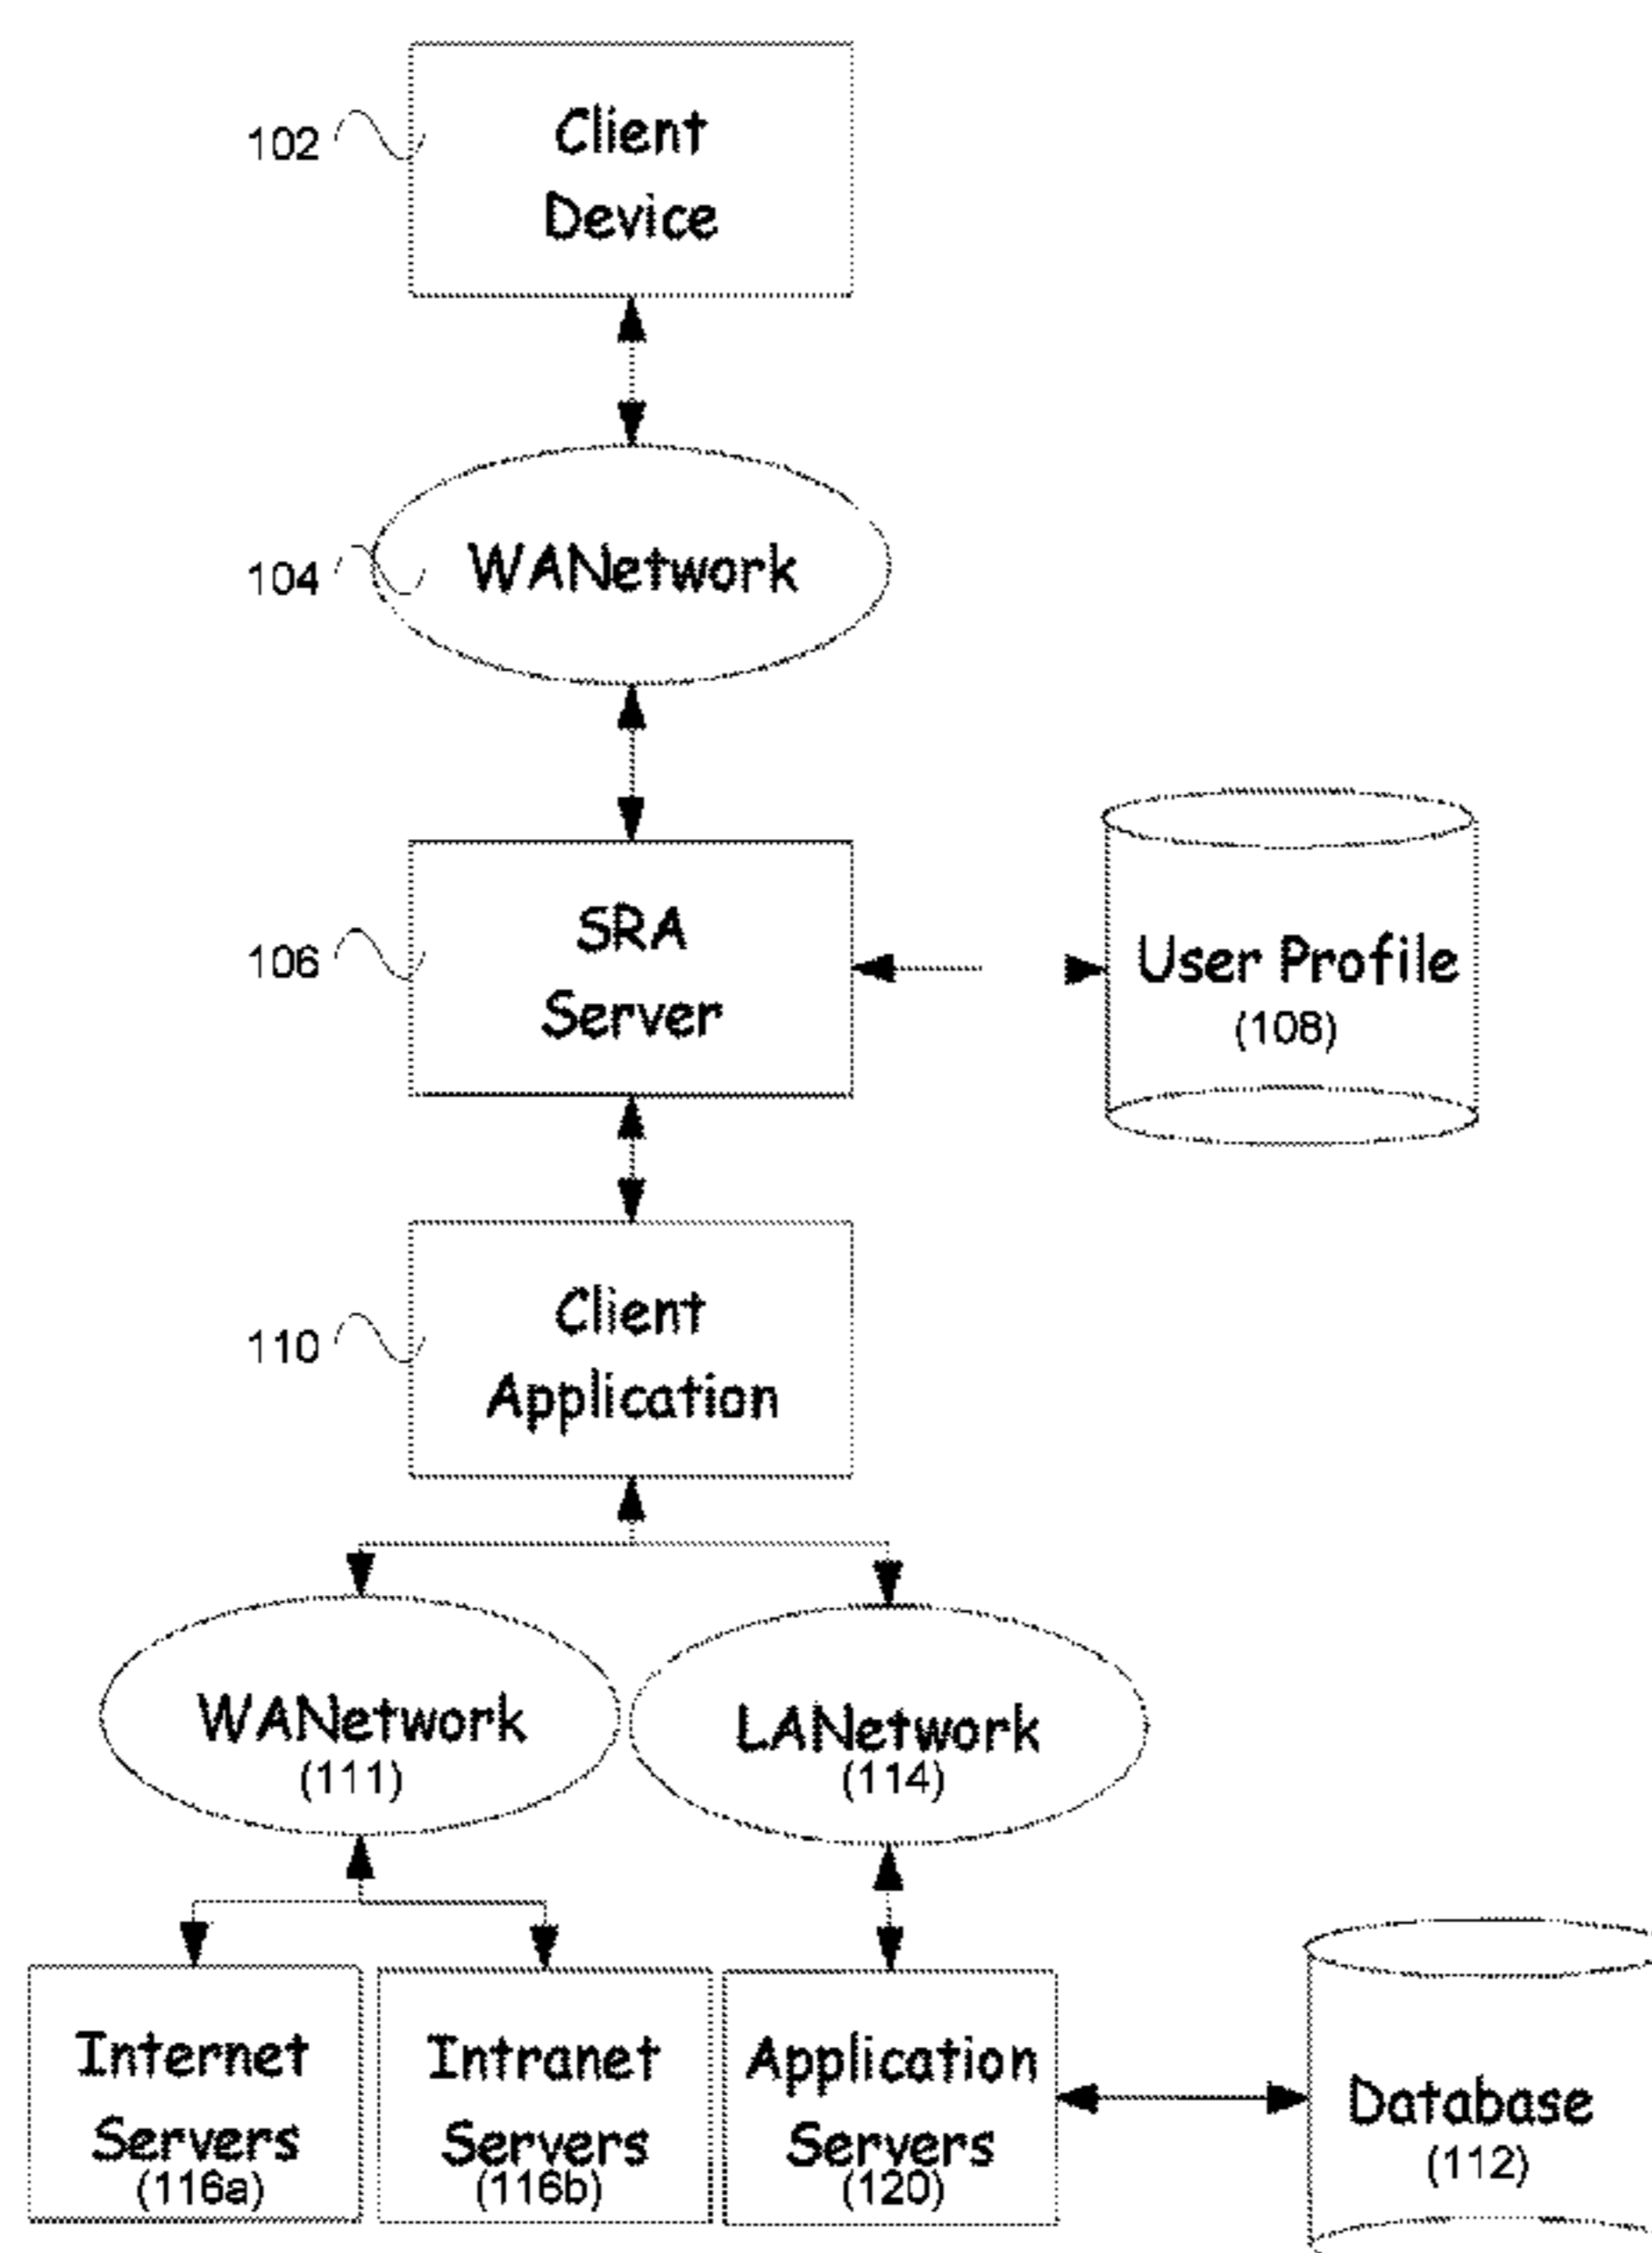 102
Client
Device
104
WANetwork
106
SRA
Server
User Profile
(108)
110
Client
Application
WANetwork
(111)
LANetwork
(114)
Internet
Servers
(116a)
Intranet
Servers
(116b)
Application
Servers
(120)
Database
(112)